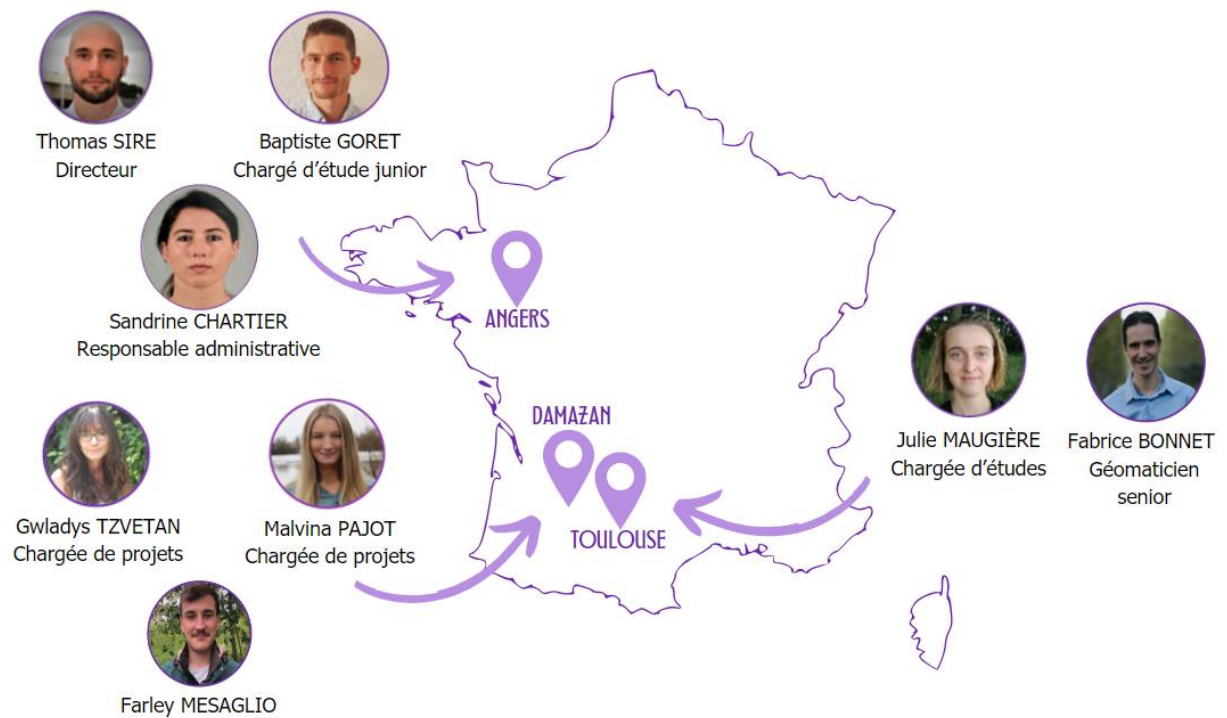 Thomas SIRE
Directeur
Baptiste GORET
Chargé d'étude junior
Sandrine CHARTIER
Responsable administrative
ANGERS
Gwladys TZVETAN
Chargée de projets
Malvina PAJOT
Chargée de projets
Farley MESAGLIO
DAMAZAN
TOULOUSE
Julie MAUGIÈRE
Chargée d'études
Fabrice BONNET
Géomaticien
senior